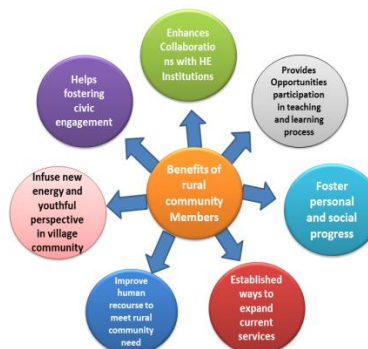 Enhances
Collaboratio
ns with HE
Institutions
Provides
Opportunities
participation
in teaching
and learning
process
Foster
personal
and social
progress
Established
ways to
expand
current
services
Improve
human
recourse to
meet rural
community
need
Infuse new
energy and
youthful
perspective
in village
community
Helps
fostering
civic
engagement
Benefits of
rural
community
Members